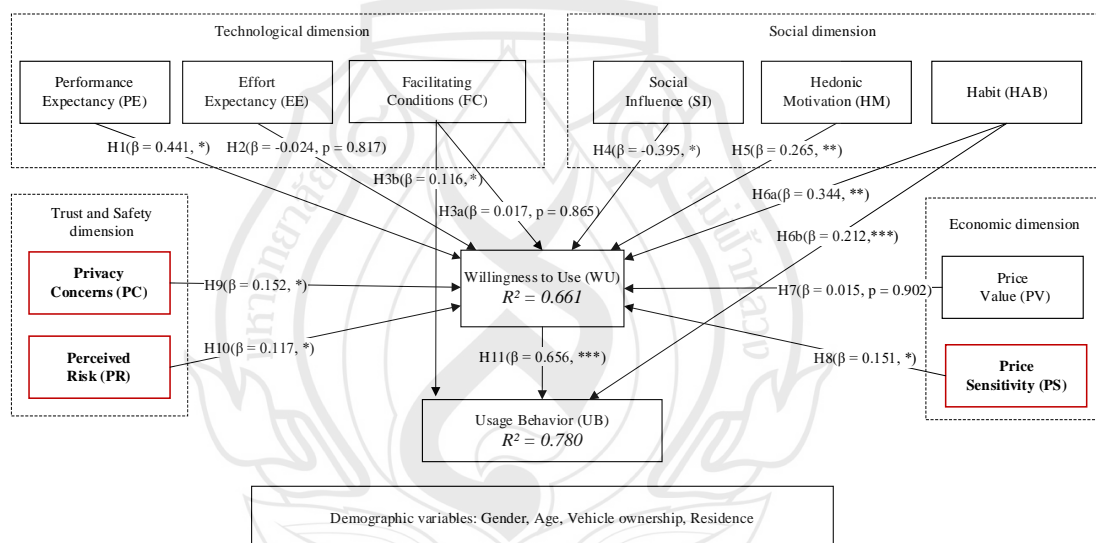 Technological dimension
Social dimension
Performance
Expectancy (PE)
Effort
Expectancy (EE)
Facilitating
Conditions (FC)
Social
Influence (SI)
Hedonic
Motivation (HM)
Habit (HAB)
H1(β = 0.441, *)
H2(β = -0.024, p = 0.817)
H3b(β = 0.116, *)
H3a(β = 0.017, p = 0.865)
H4(β = -0.395, *)
H5(β = 0.265, **)
H6a(β = 0.344, **)
H6b(β = 0.212,***)
Trust and Safety
dimension
Privacy
Concerns (PC)
Perceived
Risk (PR)
H9(β = 0.152, *)
H10(β = 0.117, *)
Willingness to Use (WU)
R² = 0.661
H7(β = 0.015, p = 0.902)
H8(β = 0.151, *)
Economic dimension
Price
Value (PV)
Price
Sensitivity (PS)
H11(β = 0.656, ***)
Usage Behavior (UB)
R² = 0.780
Demographic variables: Gender, Age, Vehicle ownership, Residence